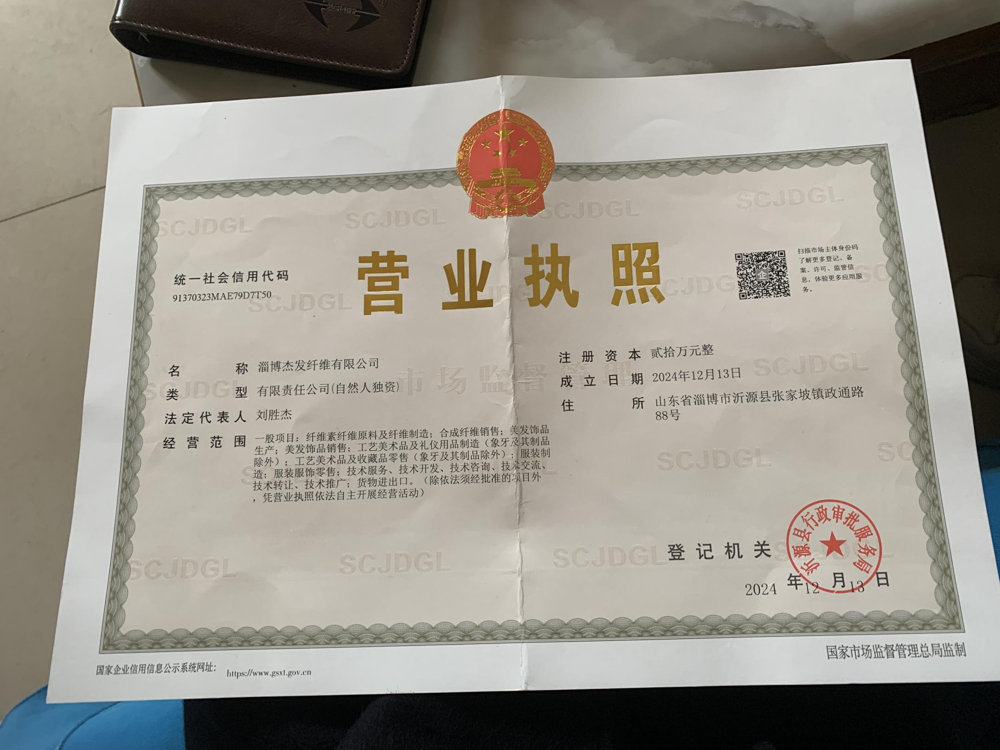 营业执照
统一社会信用代码
91370323MAE79D7T50
扫描市场主体身份码
了解更多登记、备
案、许可、监管信
息，体验更多应用服
务。
企
名称 淄博杰发纤维有限公司
类型 有限责任公司(自然人独资)
法定代表人 刘胜杰
经营范围 一般项目：纤维素纤维原料及纤维制造；合成纤维销售；美发饰品
生产；美发饰品销售；工艺美术品及礼仪用品制造（象牙及其制品
除外）；工艺美术品及收藏品零售（象牙及其制品除外）；服装制
造；服装服饰零售；技术服务、技术开发、技术咨询、技术交流、
技术转让、技术推广；货物进出口。（除依法须经批准的项目外
，凭营业执照依法自主开展经营活动）
注册资本 贰拾万元整
成立日期 2024年12月13日
住所 山东省淄博市沂源县张家坡镇政通路
88号
市场监督管理
SCJDGL
登记机关
沂源县行政审批服务局
2024年12月13日
国家企业信用信息公示系统网址： https://www.gsxt.gov.cn
国家市场监督管理总局监制